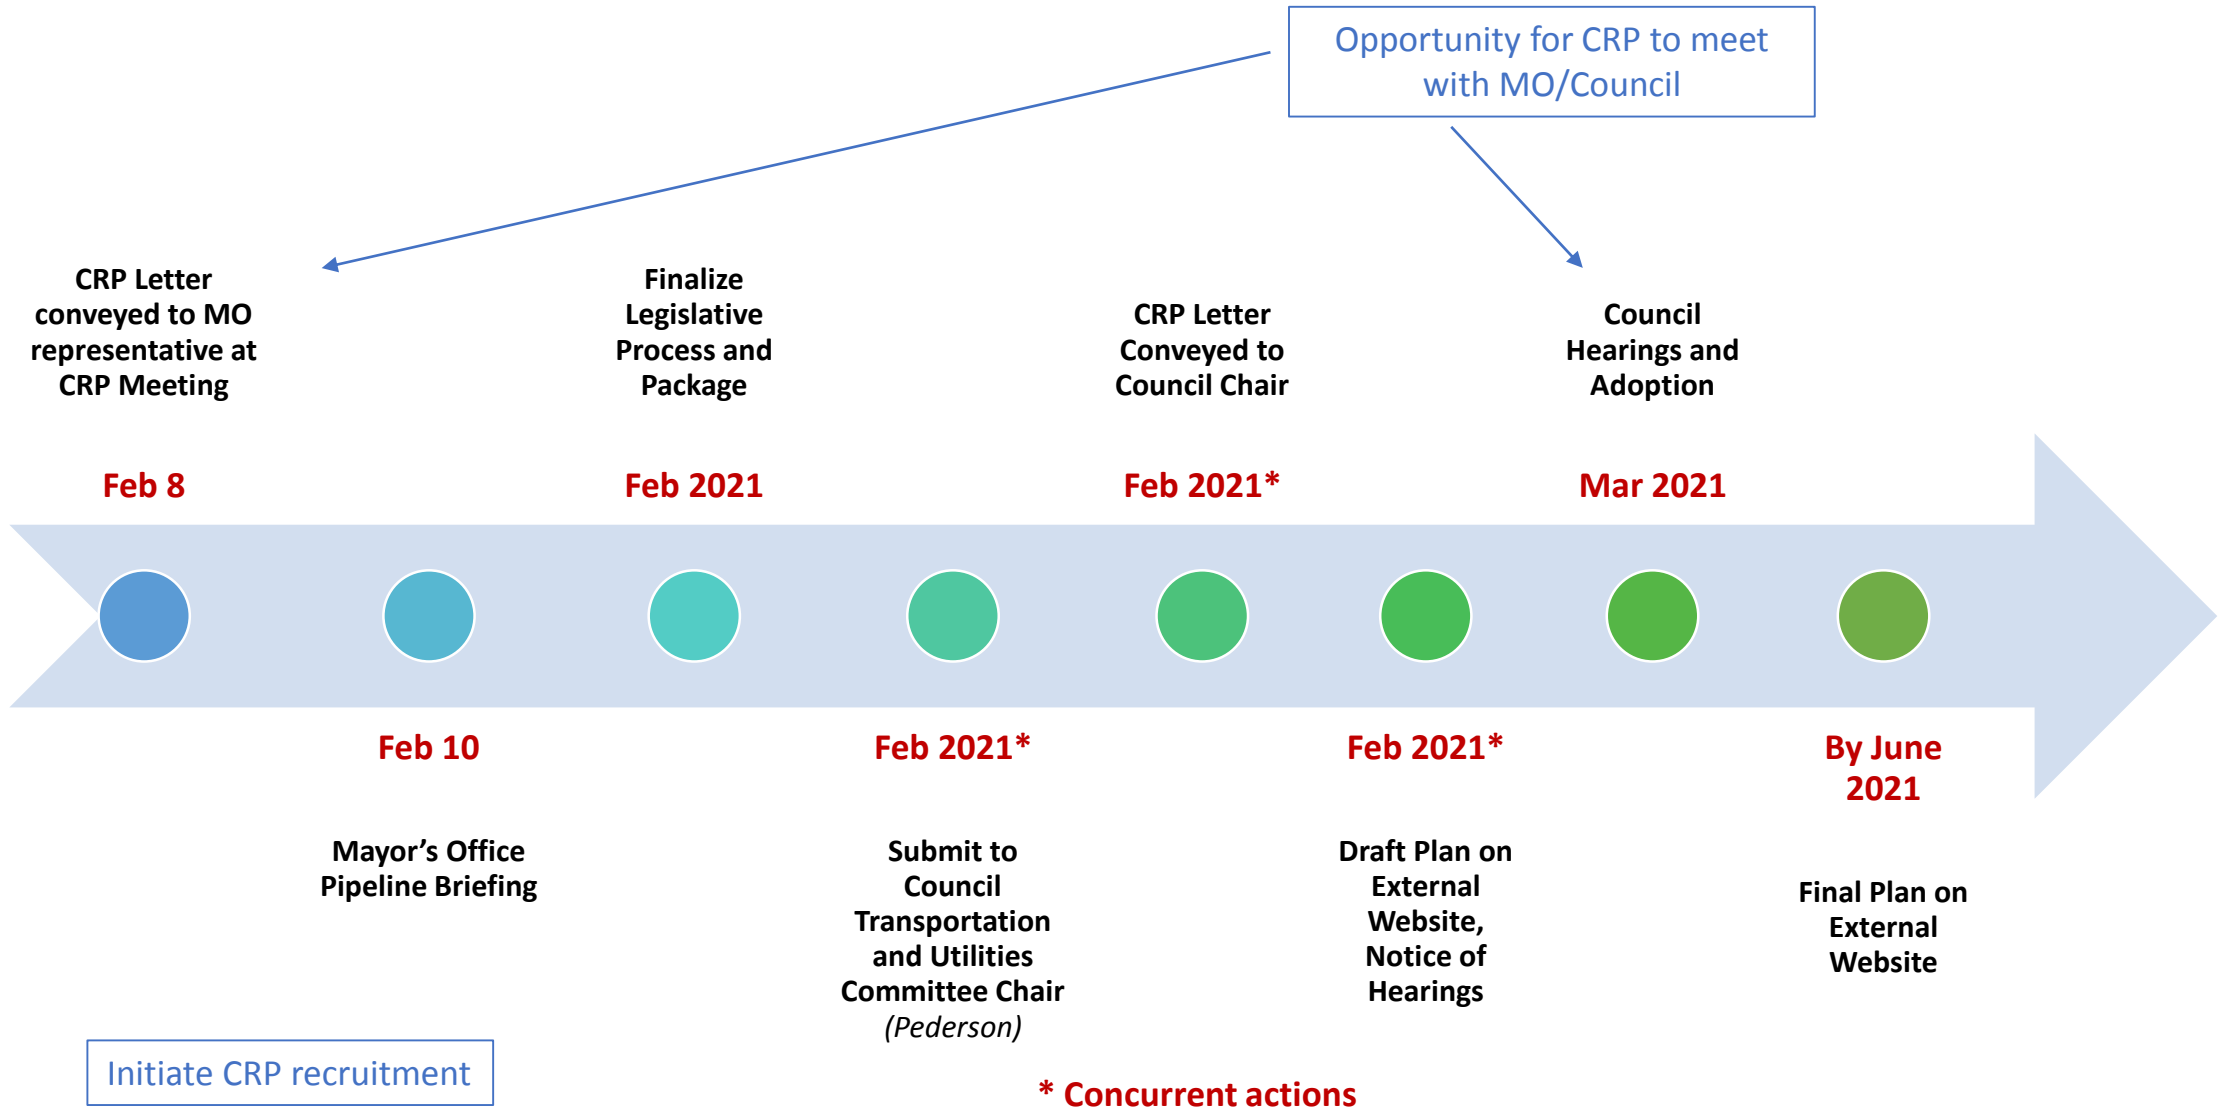 Opportunity for CRP to meet
with MO/Council
CRP Letter
conveyed to MO
representative at
CRP Meeting
Feb 8
Finalize
Legislative
Process and
Package
Feb 2021
CRP Letter
Conveyed to
Council Chair
Feb 2021*
Council
Hearings and
Adoption
Mar 2021
Feb 10
Mayor’s Office
Pipeline Briefing
Feb 2021*
Submit to
Council
Transportation
and Utilities
Committee Chair
(Pederson)
Feb 2021*
Draft Plan on
External
Website,
Notice of
Hearings
By June
2021
Final Plan on
External
Website
Initiate CRP recruitment
* Concurrent actions